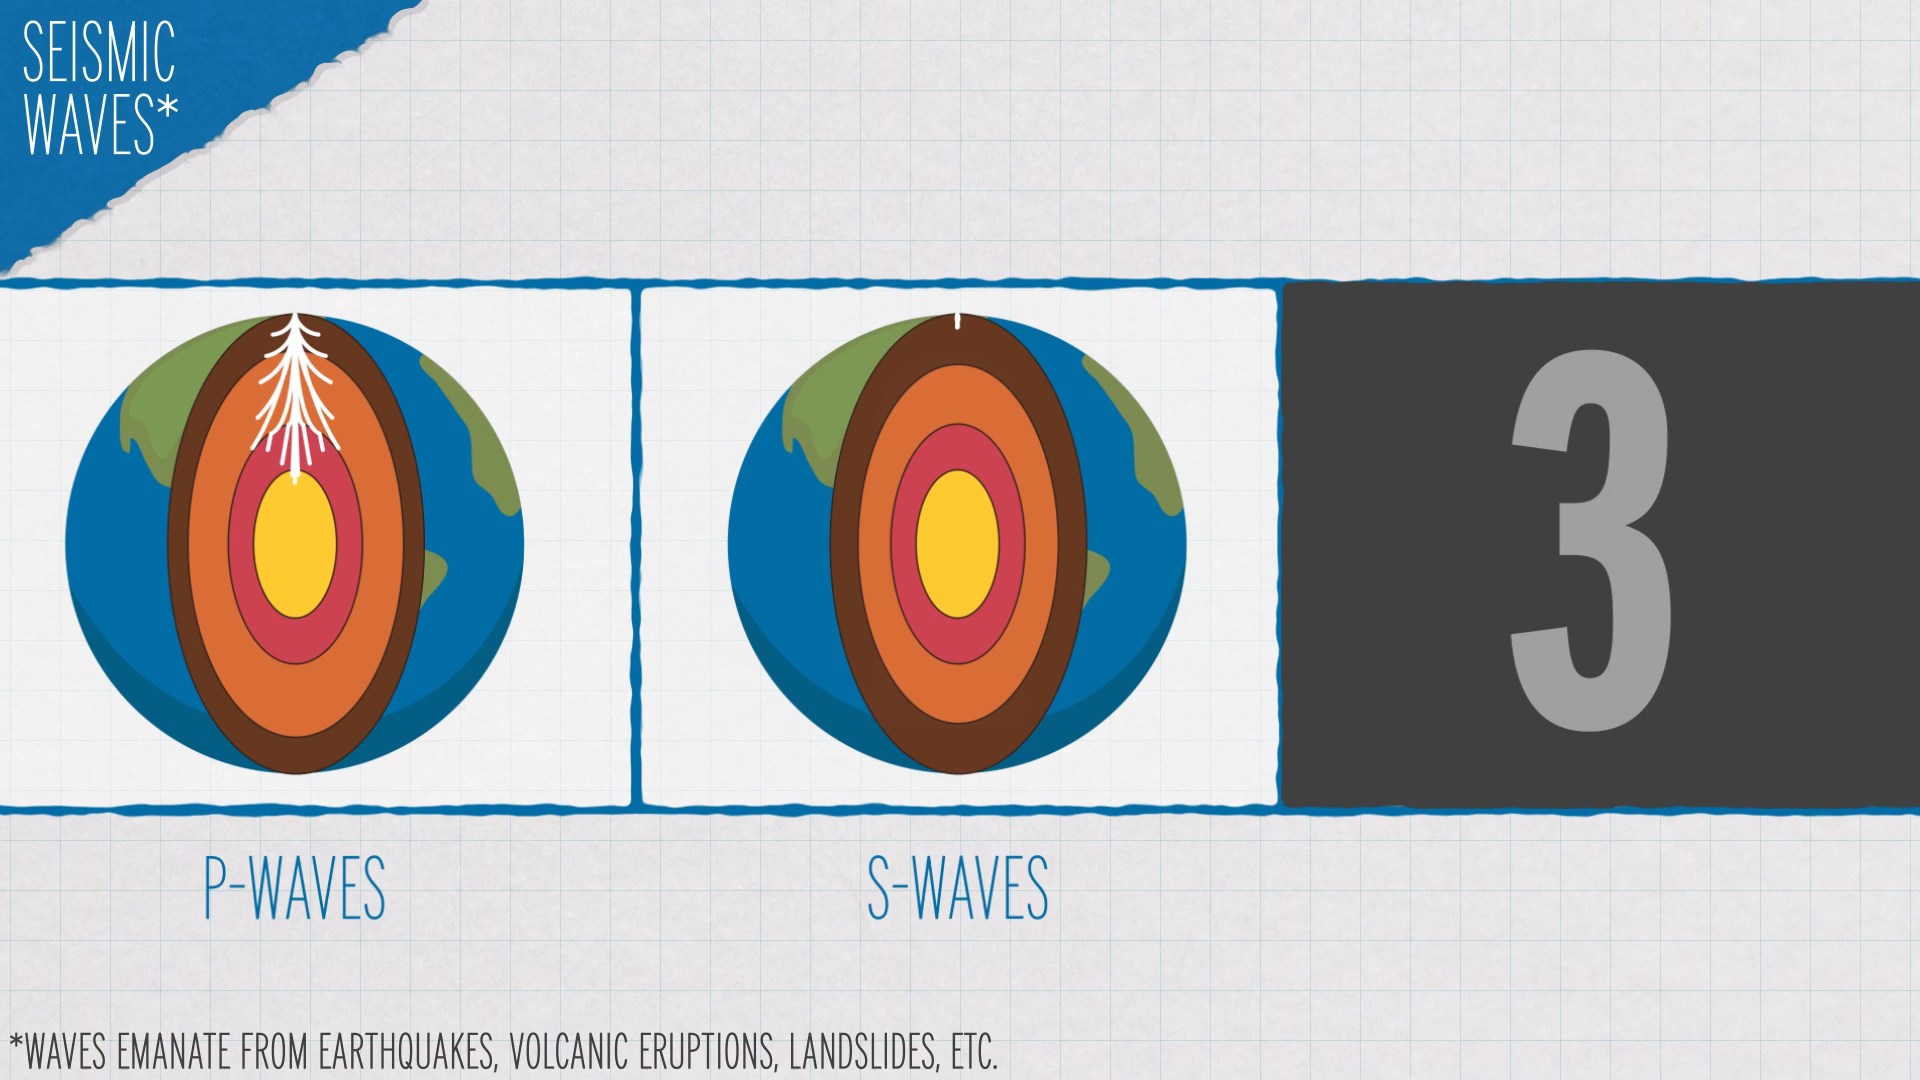 SEISMIC
WAVES*
3
P-WAVES
S-WAVES
*WAVES EMANATE FROM EARTHQUAKES, VOLCANIC ERUPTIONS, LANDSLIDES, ETC.